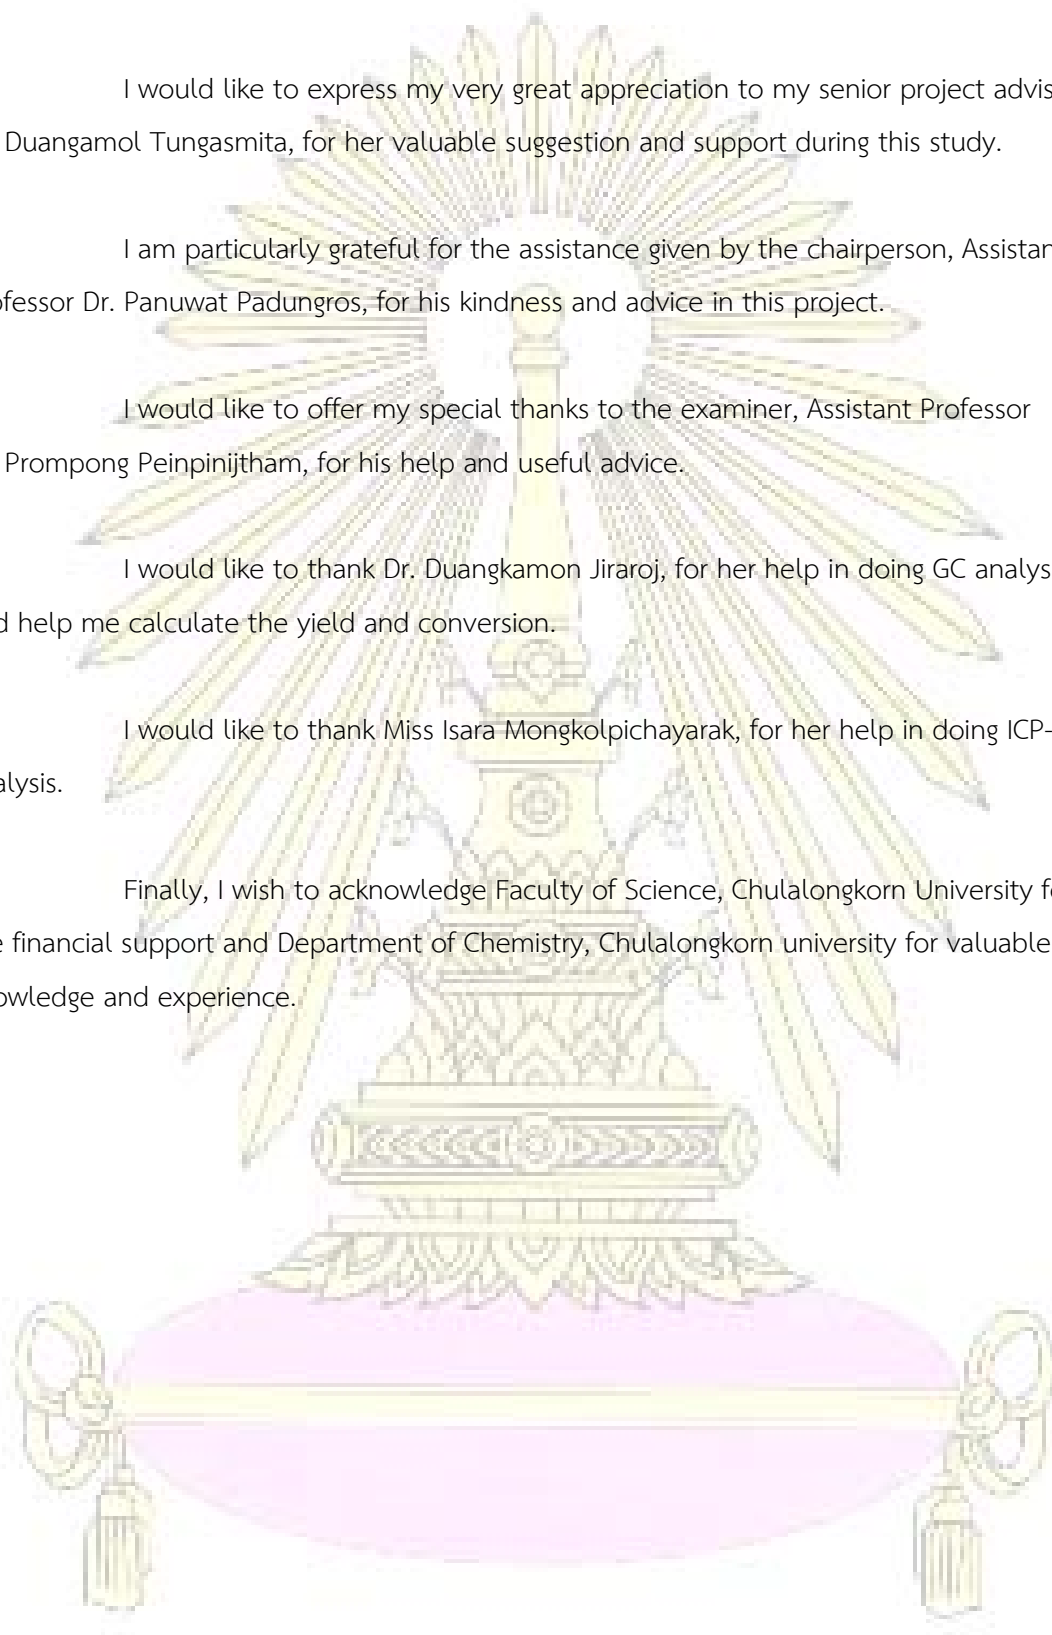 I would like to express my very great appreciation to my senior project advis
Duangamol Tungasmita, for her valuable suggestion and support during this study.
I am particularly grateful for the assistance given by the chairperson, Assistan
ofessor Dr. Panuwat Padungros, for his kindness and advice in this project.
I would like to offer my special thanks to the examiner, Assistant Professor
Prompong Peinpinijtham, for his help and useful advice.
I would like to thank Dr. Duangkamon Jiraroj, for her help in doing GC analys
d help me calculate the yield and conversion.
I would like to thank Miss Isara Mongkolpichayarak, for her help in doing ICP-
alysis.
Finally, I wish to acknowledge Faculty of Science, Chulalongkorn University f
e financial support and Department of Chemistry, Chulalongkorn university for valuable
owledge and experience.